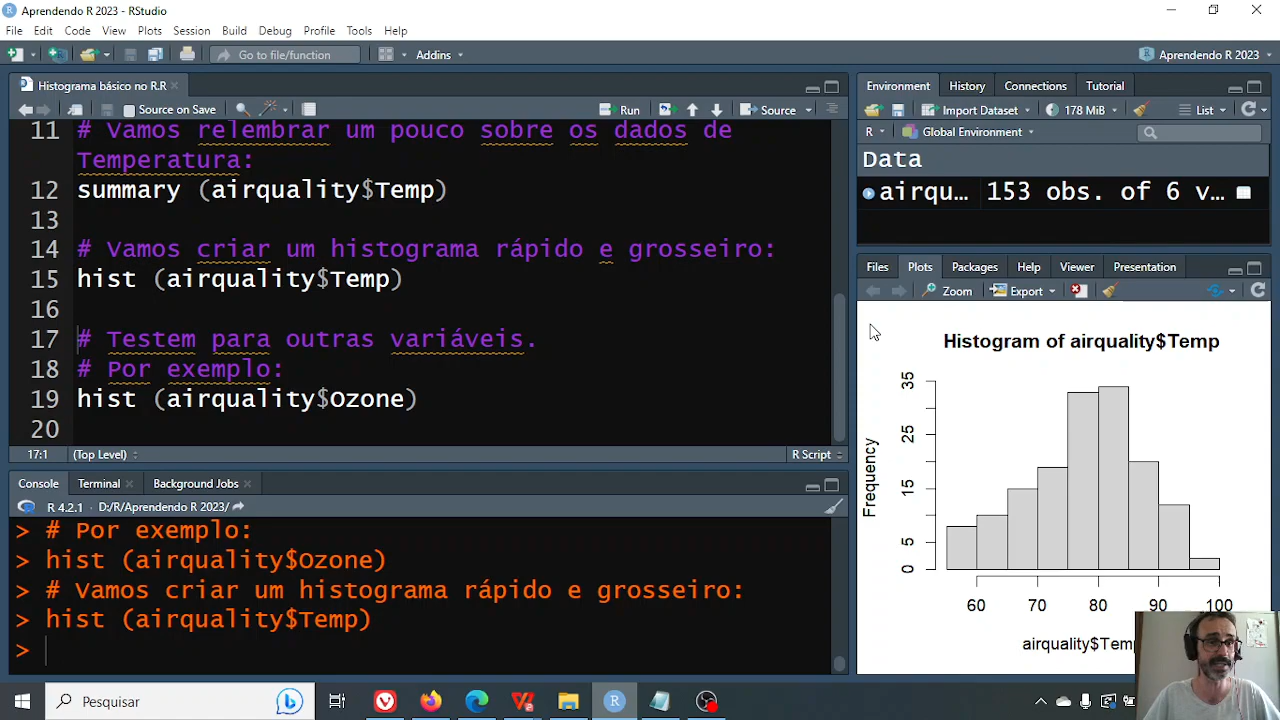 Aprendendo R 2023 - RStudio
File Edit Code View Plots Session Build Debug Profile Tools Help
Go to file/function Addins Aprendendo R 2023
Histograma básico no R.R
Source on Save Run Source
11 # Vamos relembrar um pouco sobre os dados de
Temperatura:
12 summary (airquality$Temp)
13
14 # Vamos criar um histograma rápido e grosseiro:
15 hist (airquality$Temp)
16
17 # Testem para outras variáveis.
18 # Por exemplo:
19 hist (airquality$Ozone)
20
17:1 (Top Level) R Script
Console Terminal Background Jobs
R 4.2.1 · D:/R/Aprendendo R 2023/
> # Por exemplo:
> hist (airquality$Ozone)
> # Vamos criar um histograma rápido e grosseiro:
> hist (airquality$Temp)
>
Environment History Connections Tutorial
Import Dataset 178 MiB List
R Global Environment
Data
airqu… 153 obs. of 6 v…
Files Plots Packages Help Viewer Presentation
Zoom Export
Histogram of airquality$Temp
Frequency
35
25
15
5
0
60 70 80 90 100
airquality$Temp
Pesquisar